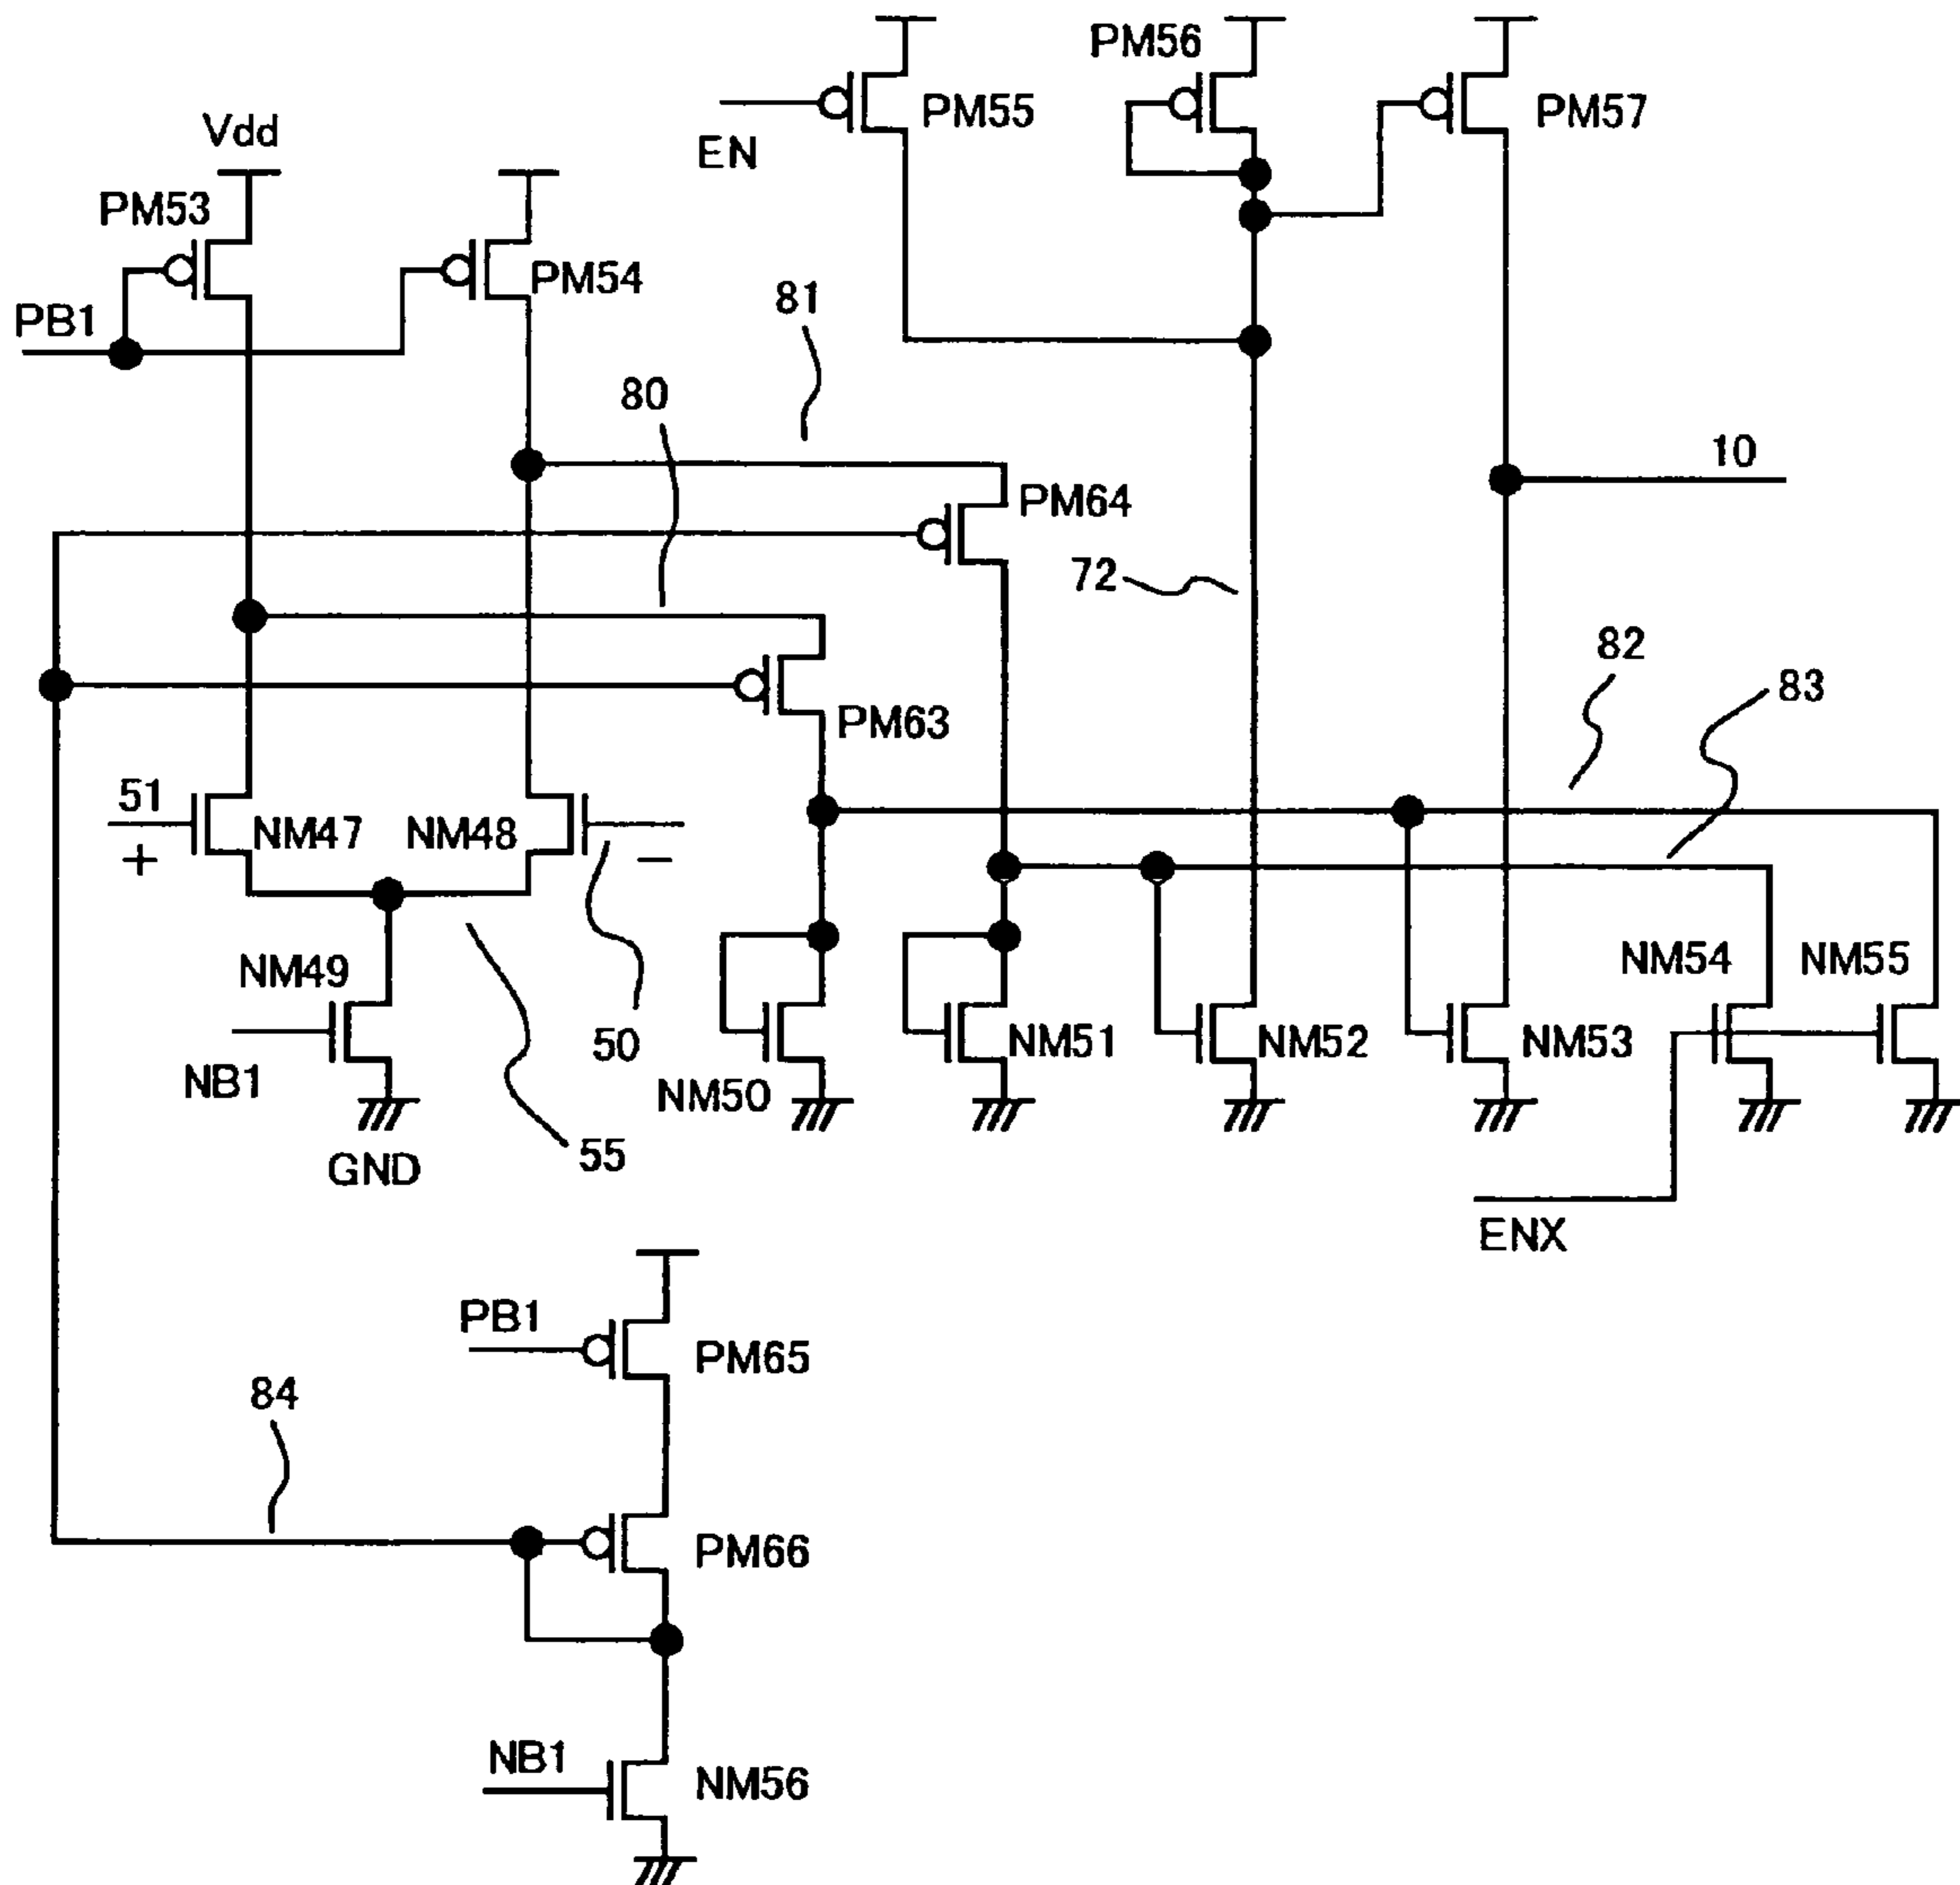 PM56
PM55
PM57
EN
Vdd
PM53
PM54
81
PB1
80
10
PM64
72
82
83
PM63
51
NM47
NM48
+
−
NM49
NM54
NM55
50
NM51
NM52
NM53
NB1
NM50
55
GND
ENX
PB1
PM65
84
PM66
NB1
NM56